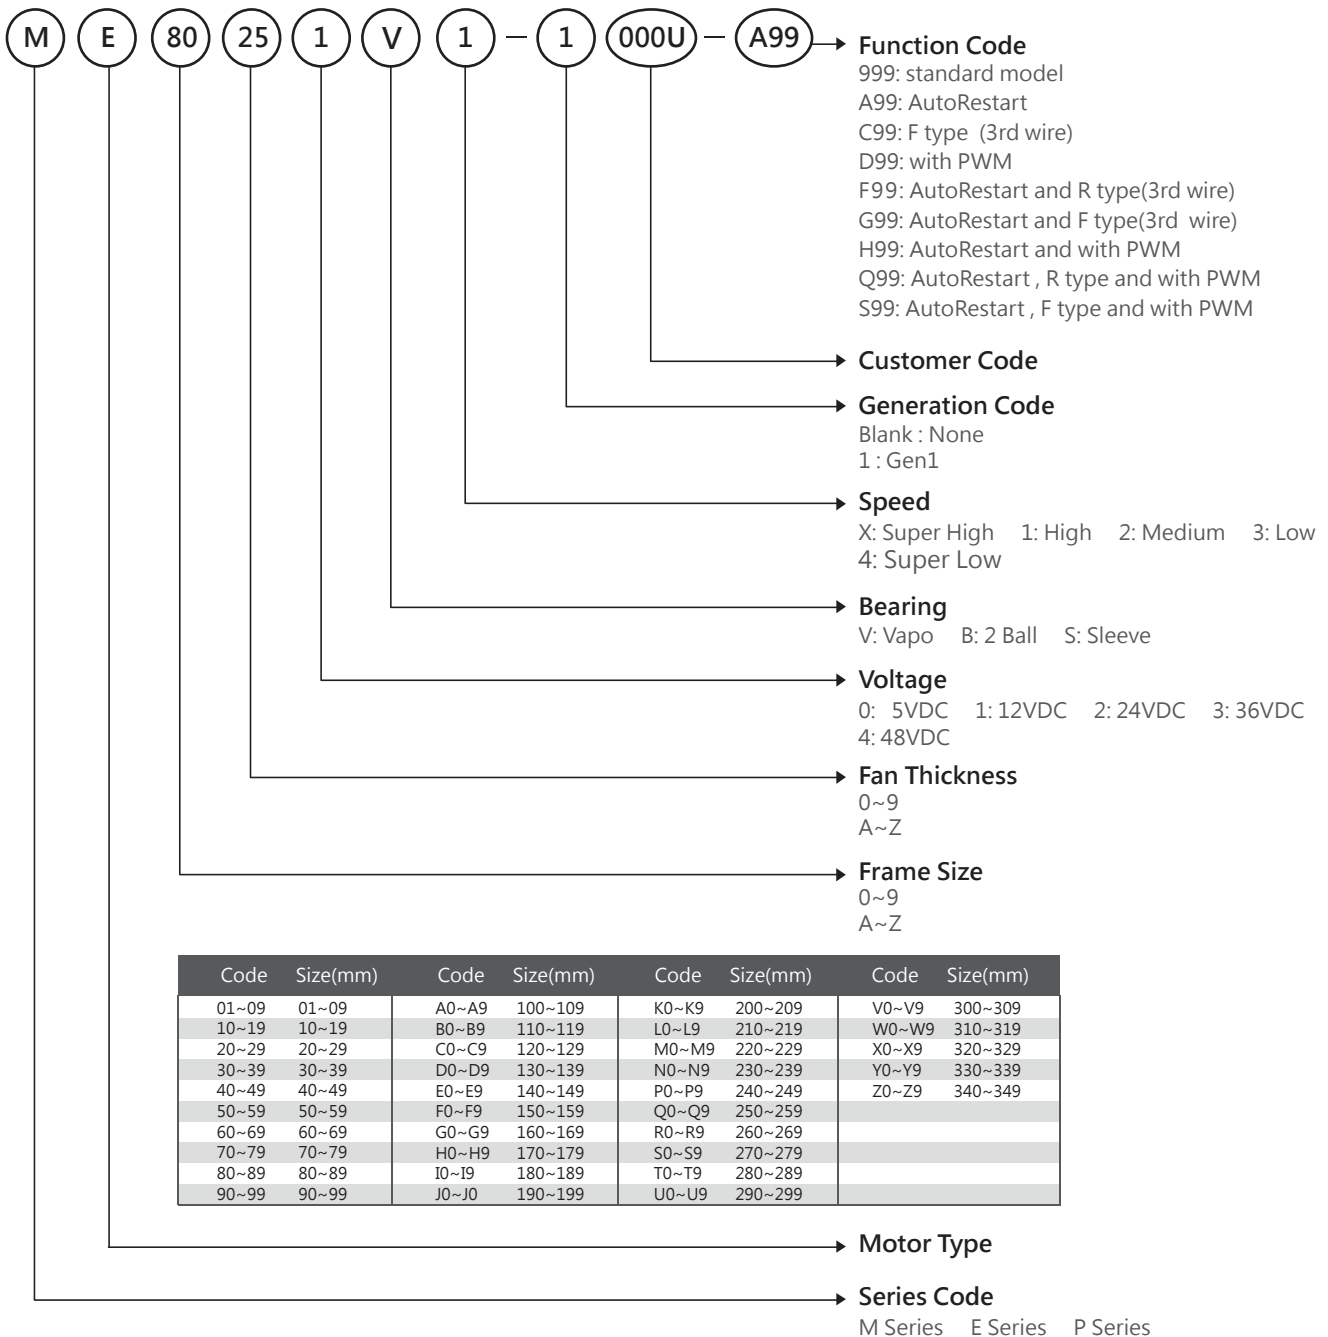 M E 80 25 1 V 1 – 1 000U – A99
Function Code
999: standard model
A99: AutoRestart
C99: F type (3rd wire)
D99: with PWM
F99: AutoRestart and R type(3rd wire)
G99: AutoRestart and F type(3rd wire)
H99: AutoRestart and with PWM
Q99: AutoRestart , R type and with PWM
S99: AutoRestart , F type and with PWM
Customer Code
Generation Code
Blank : None
1 : Gen1
Speed
X: Super High 1: High 2: Medium 3: Low
4: Super Low
Bearing
V: Vapo B: 2 Ball S: Sleeve
Voltage
0: 5VDC 1: 12VDC 2: 24VDC 3: 36VDC
4: 48VDC
Fan Thickness
0~9
A~Z
Frame Size
0~9
A~Z
Code Size(mm) Code Size(mm) Code Size(mm) Code Size(mm)
01~09 01~09 A0~A9 100~109 K0~K9 200~209 V0~V9 300~309
10~19 10~19 B0~B9 110~119 L0~L9 210~219 W0~W9 310~319
20~29 20~29 C0~C9 120~129 M0~M9 220~229 X0~X9 320~329
30~39 30~39 D0~D9 130~139 N0~N9 230~239 Y0~Y9 330~339
40~49 40~49 E0~E9 140~149 P0~P9 240~249 Z0~Z9 340~349
50~59 50~59 F0~F9 150~159 Q0~Q9 250~259
60~69 60~69 G0~G9 160~169 R0~R9 260~269
70~79 70~79 H0~H9 170~179 S0~S9 270~279
80~89 80~89 I0~I9 180~189 T0~T9 280~289
90~99 90~99 J0~J0 190~199 U0~U9 290~299
Motor Type
Series Code
M Series E Series P Series